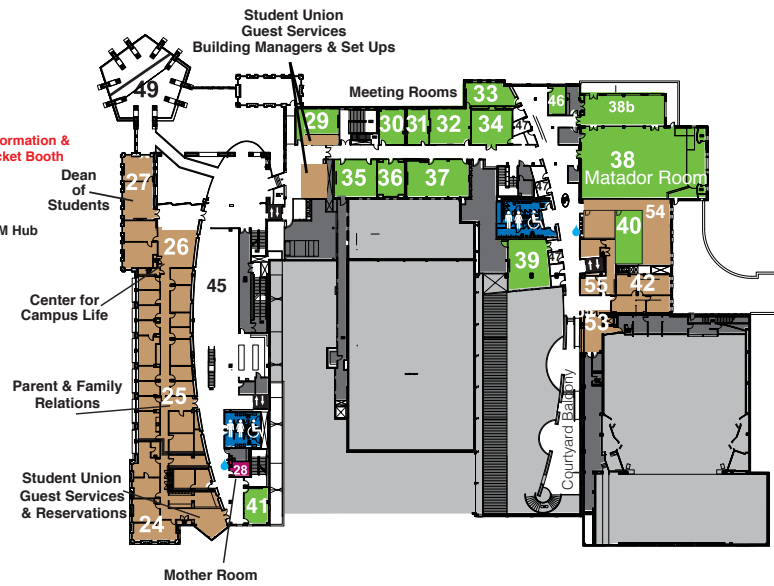 Student Union
Guest Services
Building Managers & Set Ups
49
Meeting Rooms
33
46
38b
29
30
31
32
34
47
ormation &
cket Booth
38
Matador Room
Dean
of
Students
27
35
36
37
54
40
M Hub
26
39
45
55
42
Center for
Campus Life
53
Parent & Family
Relations
25
Courtyard Balcony
28
Student Union
Guest Services
& Reservations
41
24
Mother Room